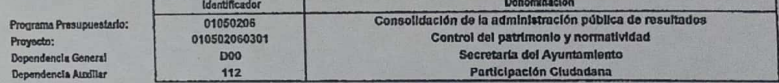 Identificador Denominación
Programa Presupuestario: 01050206 Consolidación de la administración pública de resultados
Proyecto: 010502060301 Control del patrimonio y normatividad
Dependencia General D00 Secretaria del Ayuntamiento
Dependencia Auxiliar 112 Participación Ciudadana